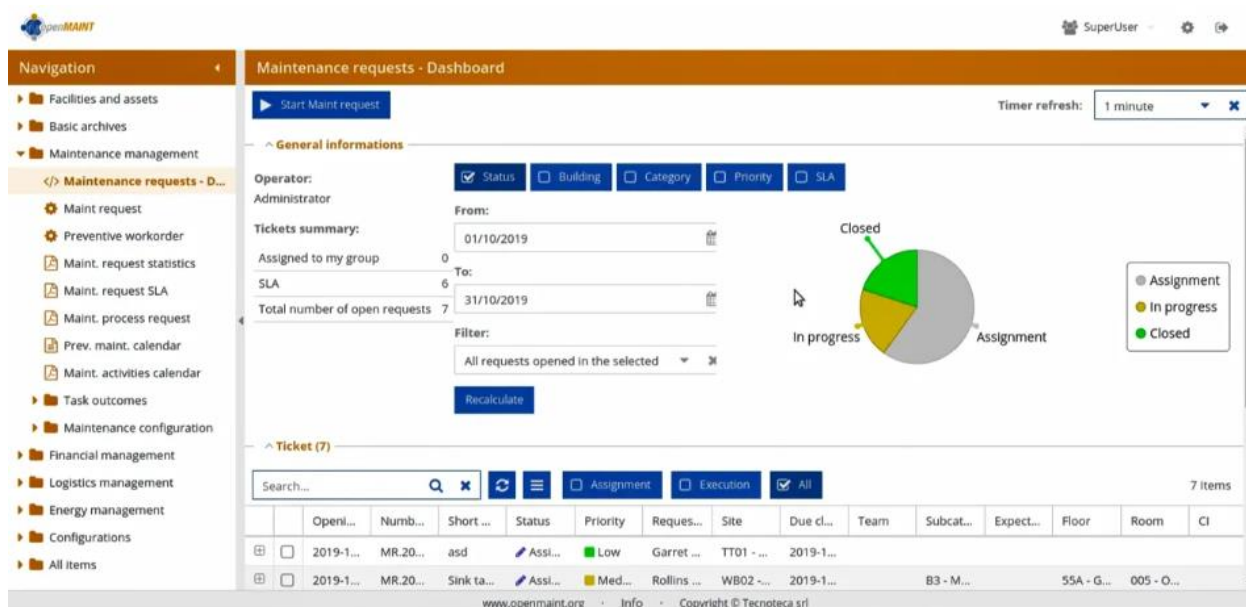 openMAINT
SuperUser
Navigation
Maintenance requests - Dashboard
Facilities and assets
Basic archives
Maintenance management
</> Maintenance requests - D...
Maint request
Preventive workorder
Maint. request statistics
Maint. request SLA
Maint. process request
Prev. maint. calendar
Maint. activities calendar
Task outcomes
Maintenance configuration
Financial management
Logistics management
Energy management
Configurations
All items
Start Maint request
Timer refresh: 1 minute
General informations
Operator:
Administrator
Tickets summary:
Assigned to my group 0
SLA 6
Total number of open requests 7
Status Building Category Priority SLA
From:
01/10/2019
To:
31/10/2019
Filter:
All requests opened in the selected
Recalculate
Closed
In progress
Assignment
Assignment
In progress
Closed
Ticket (7)
Search... Assignment Execution All 7 items
Openi... Numb... Short ... Status Priority Reques... Site Due cl... Team Subcat... Expect... Floor Room CI
2019-1... MR.20... asd Assi... Low Garret ... TT01 - ... 2019-1...
2019-1... MR.20... Sink ta... Assi... Med... Rollins ... WB02 - ... 2019-1... B3 - M... 55A - G... 005 - O...
www.openmaint.org · Info · Copyright © Tecnoteca srl